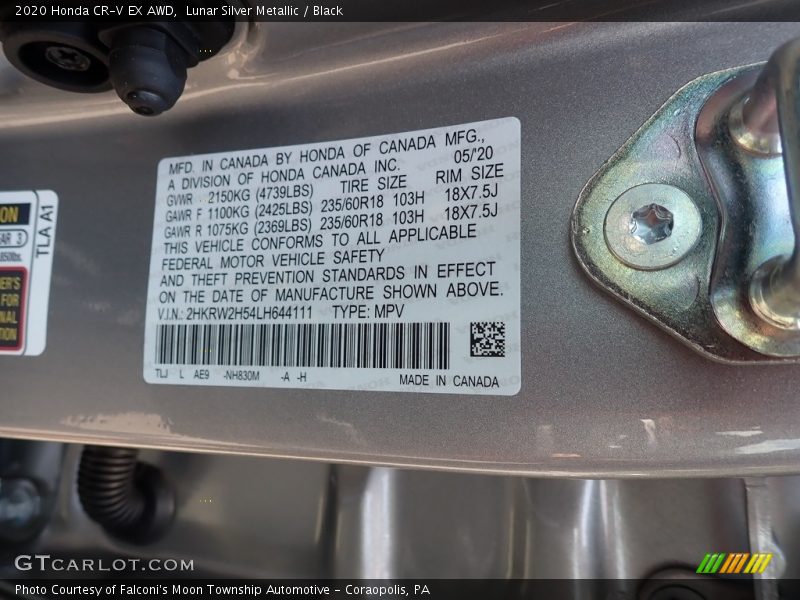 2020 Honda CR-V EX AWD, Lunar Silver Metallic / Black
MFD. IN CANADA BY HONDA OF CANADA MFG.,
A DIVISION OF HONDA CANADA INC. 05/'20
GVWR 2150KG (4739LBS) TIRE SIZE RIM SIZE
GAWR F 1100KG (2425LBS) 235/60R18 103H 18X7.5J
GAWR R 1075KG (2369LBS) 235/60R18 103H 18X7.5J
THIS VEHICLE CONFORMS TO ALL APPLICABLE
FEDERAL MOTOR VEHICLE SAFETY
AND THEFT PREVENTION STANDARDS IN EFFECT
ON THE DATE OF MANUFACTURE SHOWN ABOVE.
V.I.N.: 2HKRW2H54LH644111 TYPE: MPV
TLJ L AE9 -NH830M -A -H MADE IN CANADA
TLA A1
GTCARLOT.COM
Photo Courtesy of Falconi's Moon Township Automotive - Coraopolis, PA